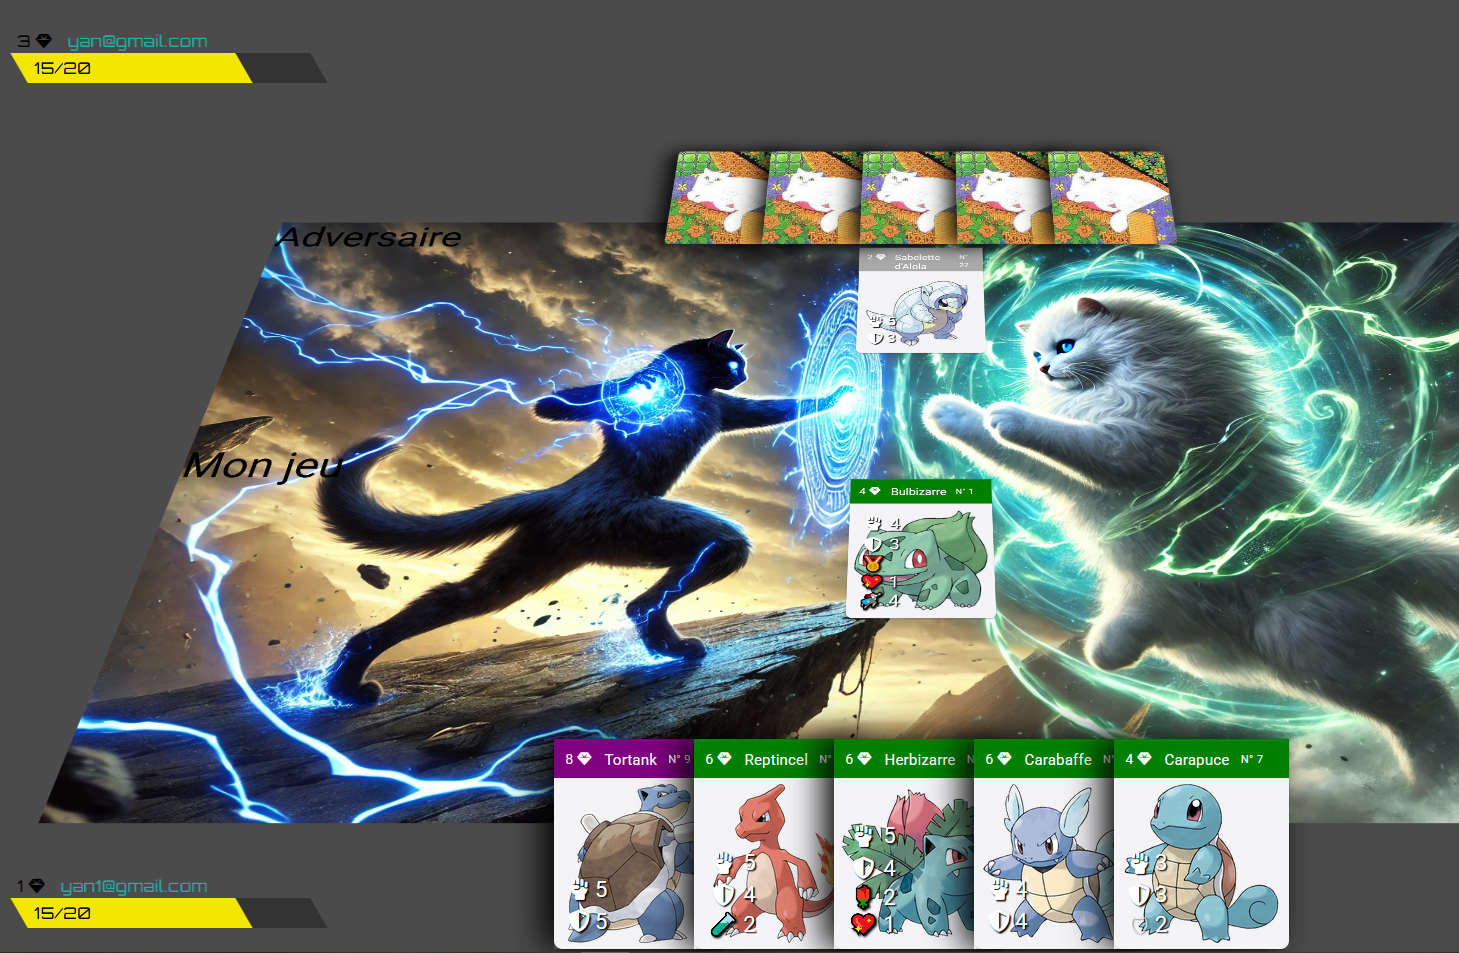 3 yan@gmail.com
15/20
Adversaire
2 Sabelette N°
d'Alola 27
5
3
Mon jeu
4 Bulbizarre N° 1
4
3
1
4
8 Tortank N° 9
5
5
6 Reptincel N°
5
4
2
6 Herbizarre N
5
4
2
1
6 Carabaffe N°
4
4
4 Carapuce N° 7
3
3
2
1 yan1@gmail.com
15/20